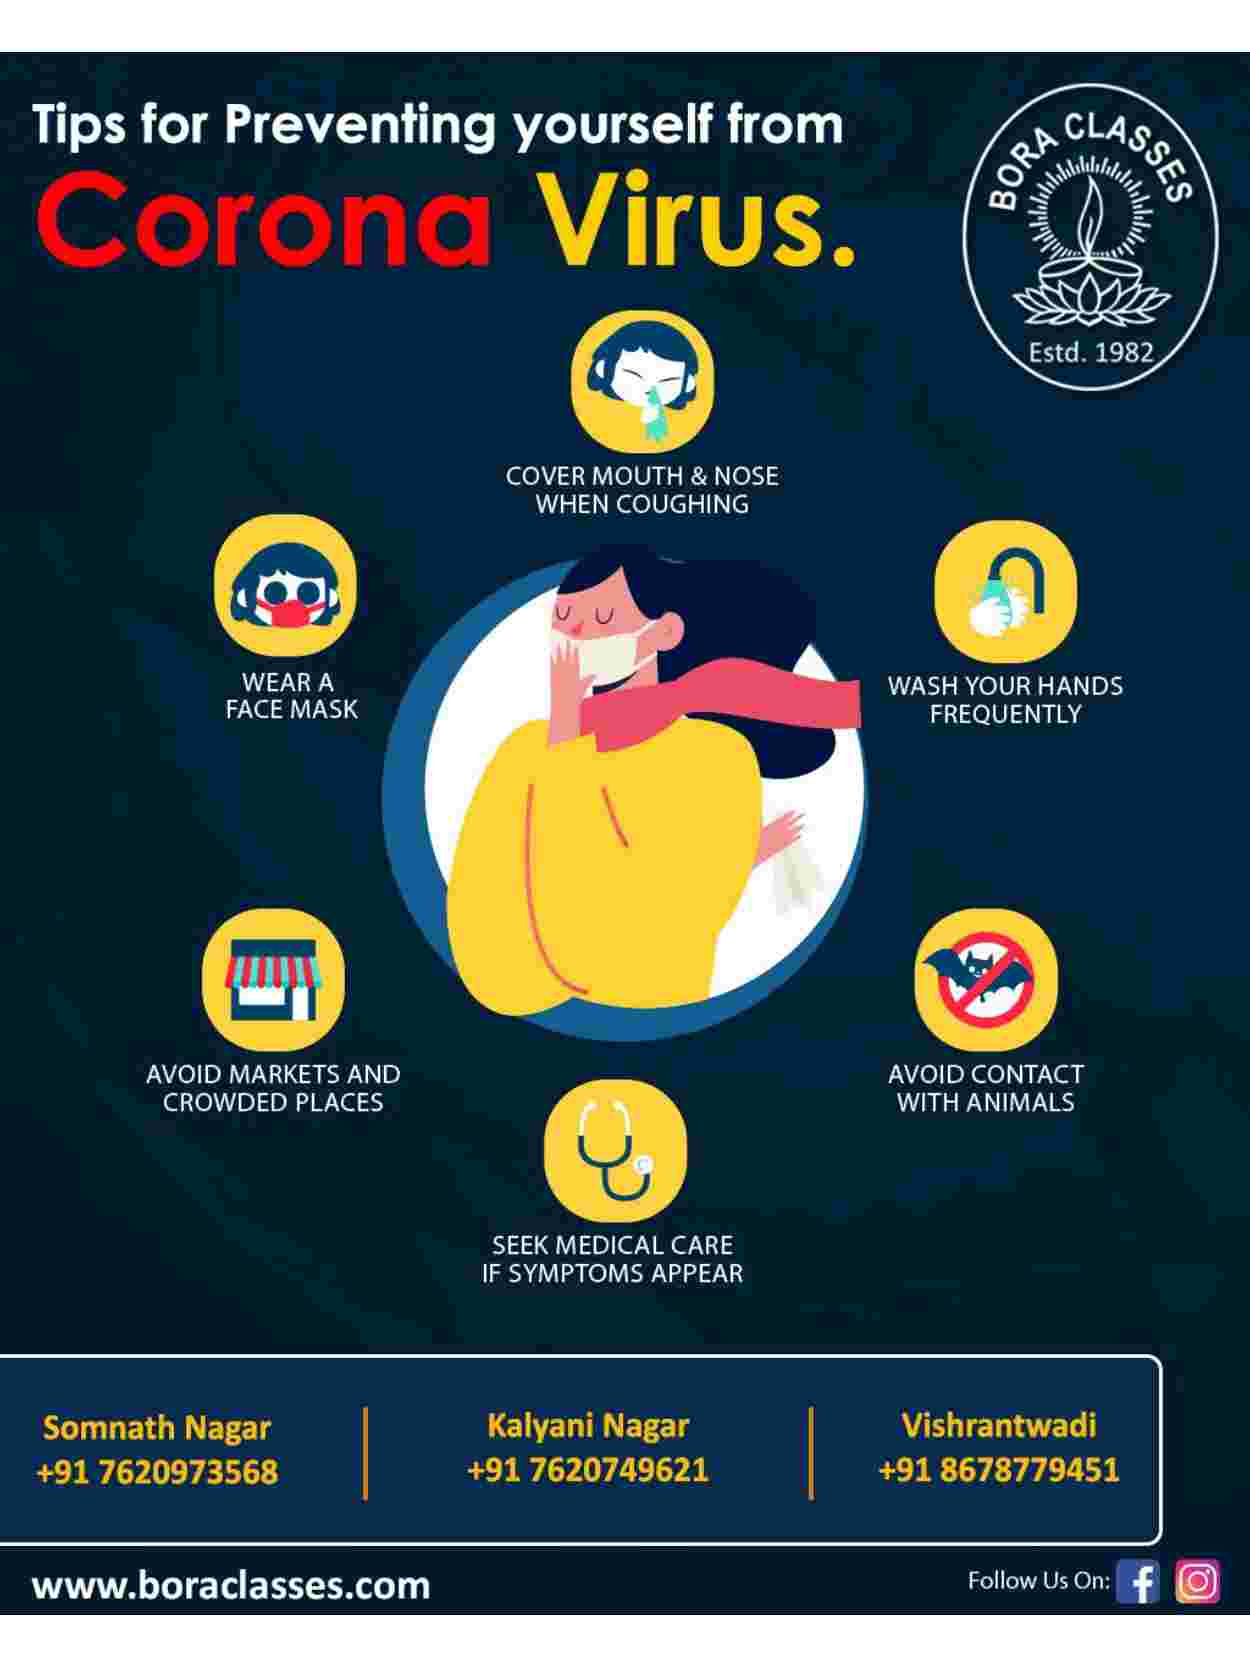 Tips for Preventing yourself from
Corona Virus.
BORA CLASSES
Estd. 1982
COVER MOUTH & NOSE
WHEN COUGHING
WEAR A
FACE MASK
WASH YOUR HANDS
FREQUENTLY
AVOID MARKETS AND
CROWDED PLACES
AVOID CONTACT
WITH ANIMALS
SEEK MEDICAL CARE
IF SYMPTOMS APPEAR
Somnath Nagar
+91 7620973568
Kalyani Nagar
+91 7620749621
Vishrantwadi
+91 8678779451
www.boraclasses.com
Follow Us On: